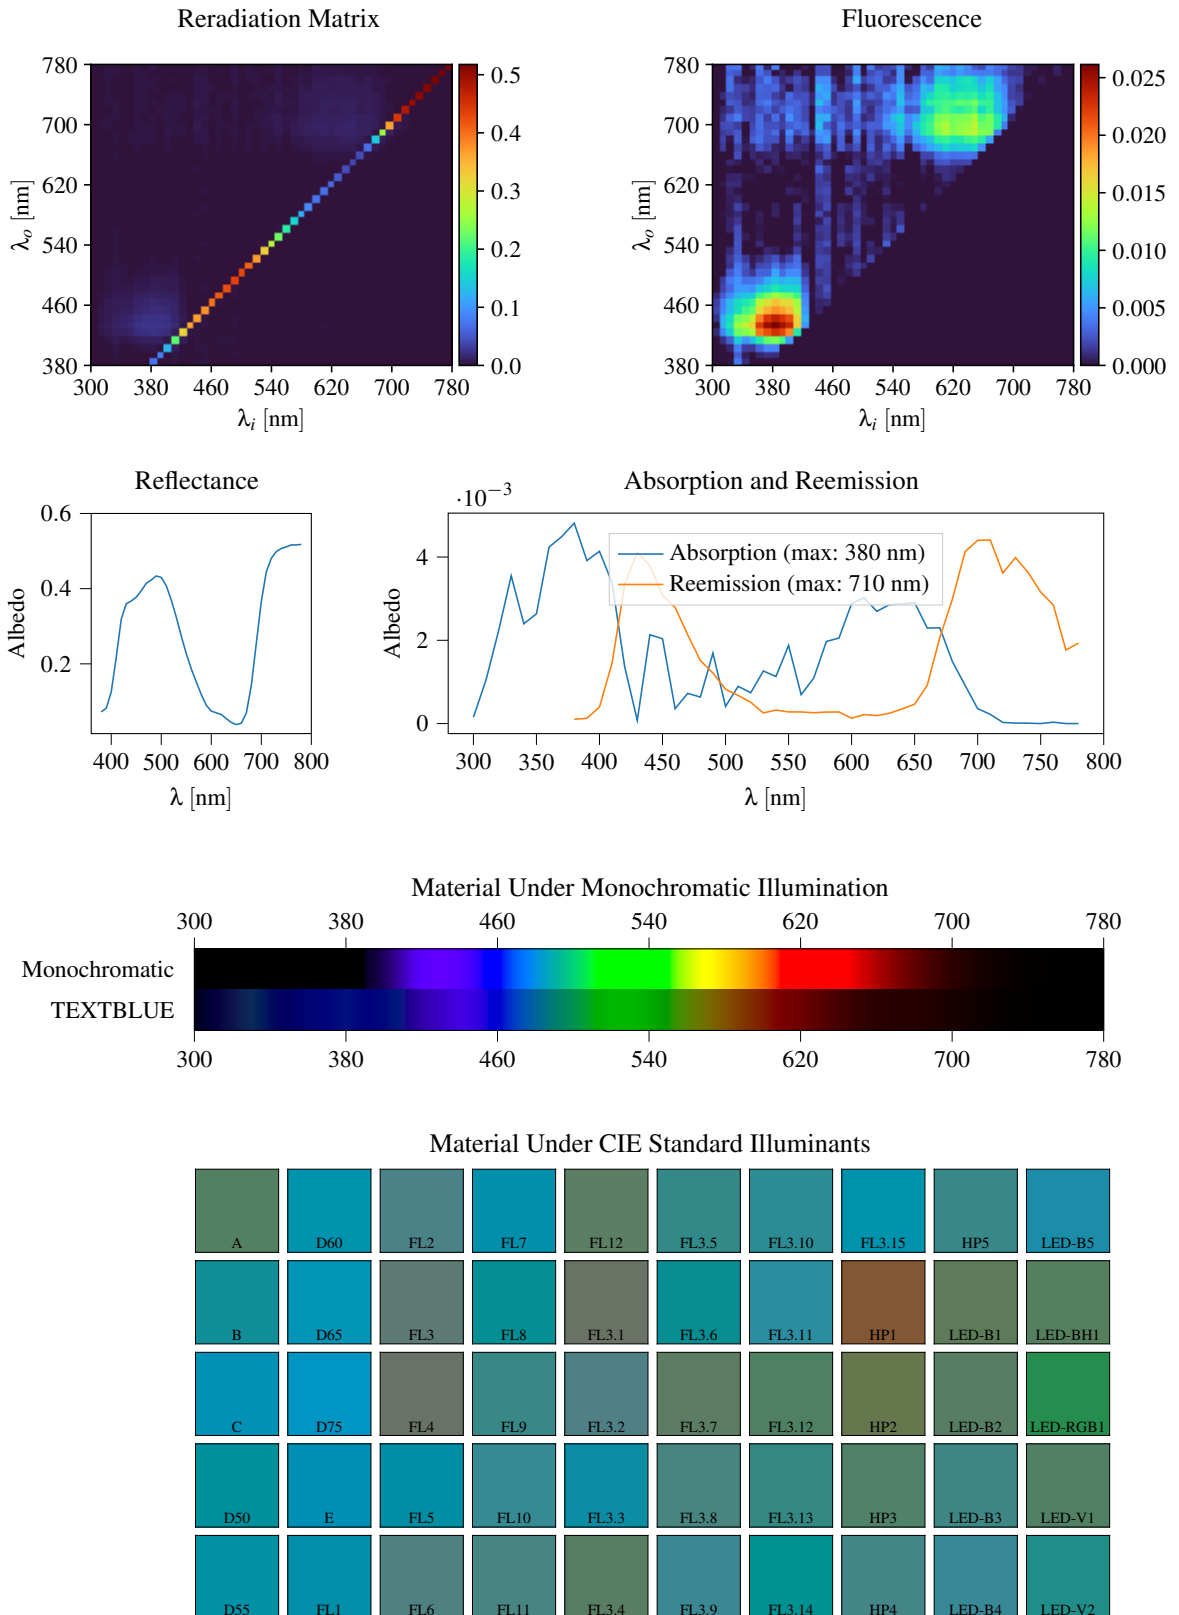 Reradiation Matrix
Fluorescence
780
700
620
540
460
380
300 380 460 540 620 700 780
λo [nm]
λi [nm]
0.5
0.4
0.3
0.2
0.1
0.0
780
700
620
540
460
380
300 380 460 540 620 700 780
λo [nm]
λi [nm]
0.025
0.020
0.015
0.010
0.005
0.000
Reflectance
0.6
0.4
0.2
Albedo
400 500 600 700 800
λ [nm]
Absorption and Reemission
·10−3
4
2
0
Albedo
Absorption (max: 380 nm)
Reemission (max: 710 nm)
300 350 400 450 500 550 600 650 700 750 800
λ [nm]
Material Under Monochromatic Illumination
300 380 460 540 620 700 780
Monochromatic
TEXTBLUE
300 380 460 540 620 700 780
Material Under CIE Standard Illuminants
A D60 FL2 FL7 FL12 FL3.5 FL3.10 FL3.15 HP5 LED-B5
B D65 FL3 FL8 FL3.1 FL3.6 FL3.11 HP1 LED-B1 LED-BH1
C D75 FL4 FL9 FL3.2 FL3.7 FL3.12 HP2 LED-B2 LED-RGB1
D50 E FL5 FL10 FL3.3 FL3.8 FL3.13 HP3 LED-B3 LED-V1
D55 FL1 FL6 FL11 FL3.4 FL3.9 FL3.14 HP4 LED-B4 LED-V2